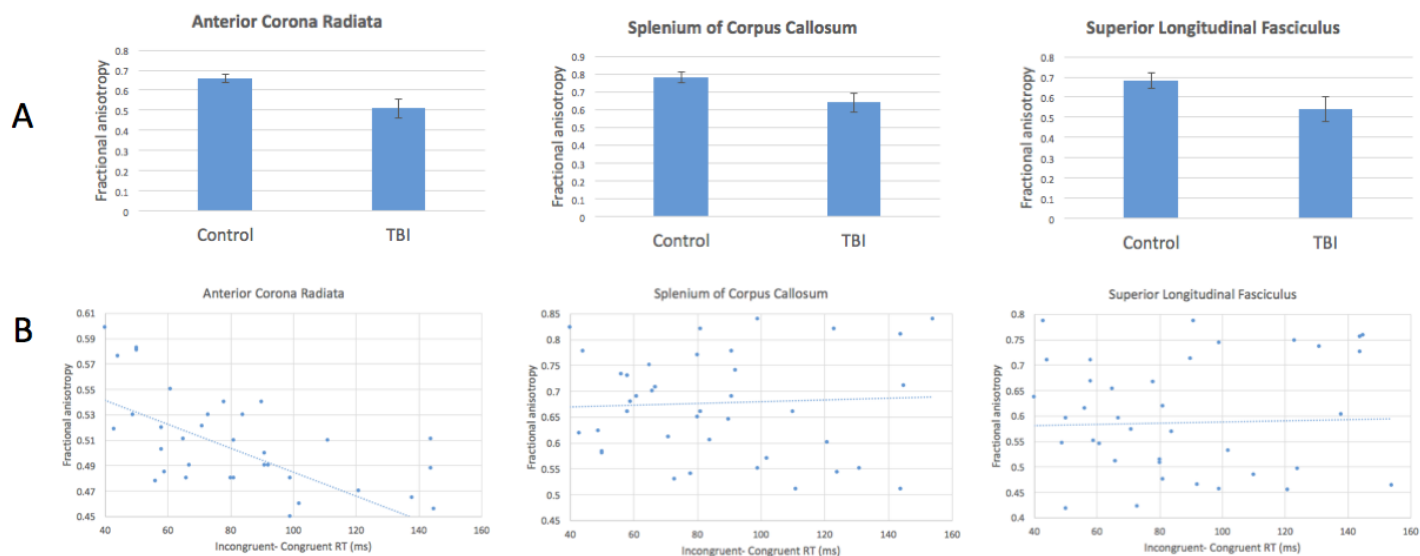 A
Anterior Corona Radiata
Fractional anisotropy
0.8
0.7
0.6
0.5
0.4
0.3
0.2
0.1
0
Control TBI
Splenium of Corpus Callosum
Fractional anisotropy
0.9
0.8
0.7
0.6
0.5
0.4
0.3
0.2
0.1
0
Control TBI
Superior Longitudinal Fasciculus
Fractional anisotropy
0.8
0.7
0.6
0.5
0.4
0.3
0.2
0.1
0
Control TBI
B
Anterior Corona Radiata
Fractional anisotropy
0.61
0.59
0.57
0.55
0.53
0.51
0.49
0.47
0.45
40 60 80 100 120 140 160
Incongruent- Congruent RT (ms)
Splenium of Corpus Callosum
Fractional anisotropy
0.85
0.8
0.75
0.7
0.65
0.6
0.55
0.5
0.45
40 60 80 100 120 140 160
Incongruent- Congruent RT (ms)
Superior Longitudinal Fasciculus
Fractional anisotropy
0.8
0.75
0.7
0.65
0.6
0.55
0.5
0.45
0.4
40 60 80 100 120 140 160
Incongruent- Congruent RT (ms)